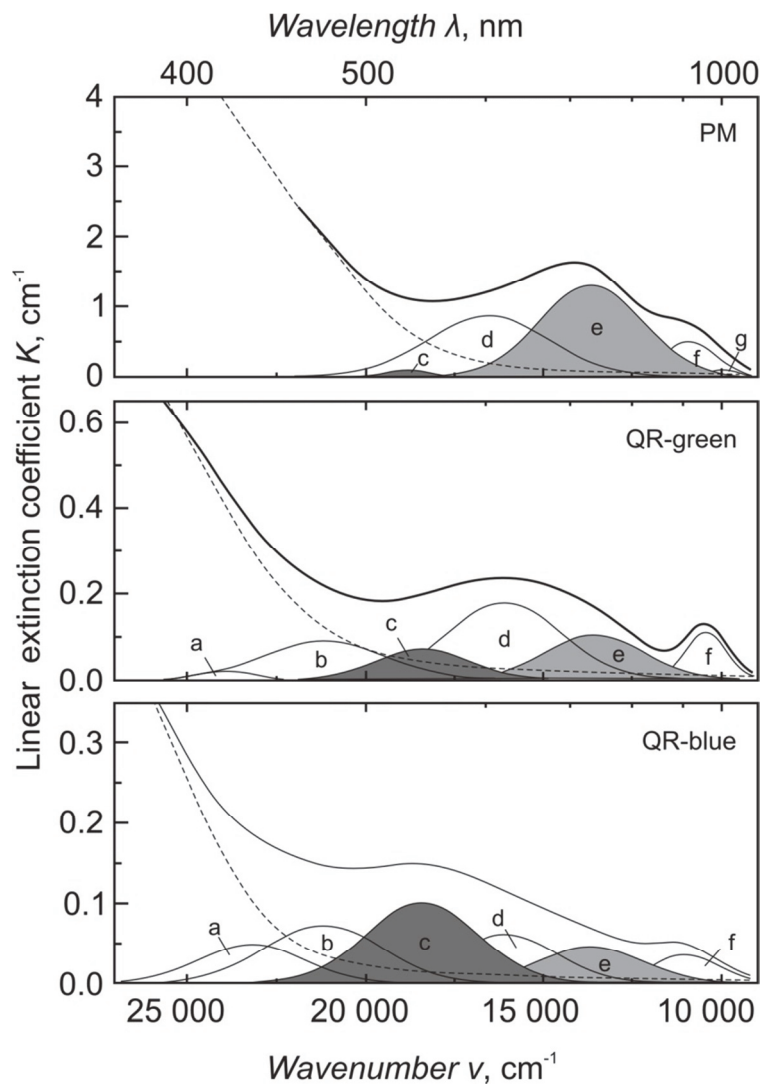 Wavelength λ, nm
400 500 1000
Linear extinction coefficient K, cm⁻¹
4
3
2
1
0
PM
c
d
e
f
g
0.6
0.4
0.2
0.0
QR-green
a
b
c
d
e
f
0.3
0.2
0.1
0.0
QR-blue
a
b
c
d
e
f
25 000 20 000 15 000 10 000
Wavenumber ν, cm⁻¹